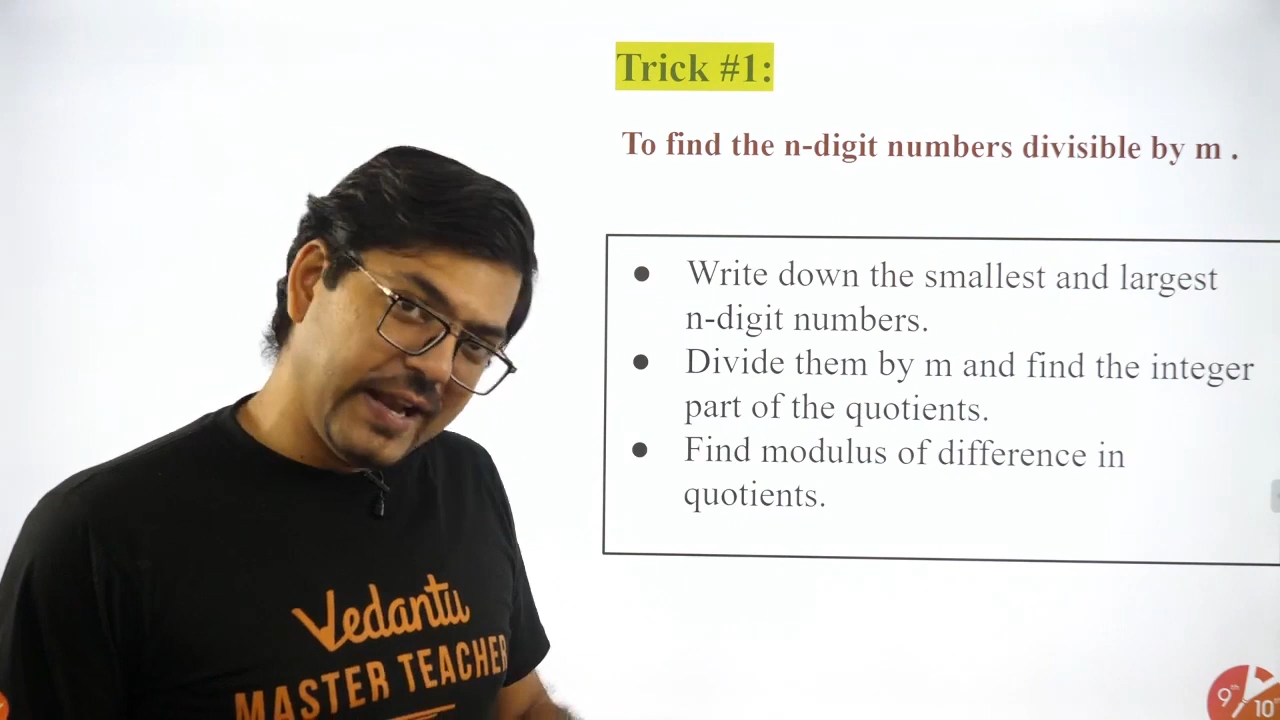 Trick #1:
To find the n-digit numbers divisible by m .
● Write down the smallest and largest
n-digit numbers.
● Divide them by m and find the integer
part of the quotients.
● Find modulus of difference in
quotients.
Vedantu
MASTER TEACHER
9th
10th